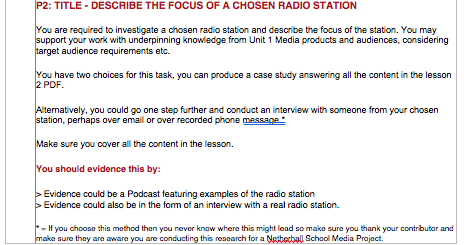 P2: TITLE - DESCRIBE THE FOCUS OF A CHOSEN RADIO STATION
You are required to investigate a chosen radio station and describe the focus of the station. You may
support your work with underpinning knowledge from Unit 1 Media products and audiences, considering
target audience requirements etc.
You have two choices for this task, you can produce a case study answering all the content in the lesson
2 PDF.
Alternatively, you could go one step further and conduct an interview with someone from your chosen
station, perhaps over email or over recorded phone message.*
Make sure you cover all the content in the lesson.
You should evidence this by:
> Evidence could be a Podcast featuring examples of the radio station
> Evidence could also be in the form of an interview with a real radio station.
* = If you choose this method then you never know where this might lead so make sure you thank your contributor and
make sure they are aware you are conducting this research for a Netherhall School Media Project.